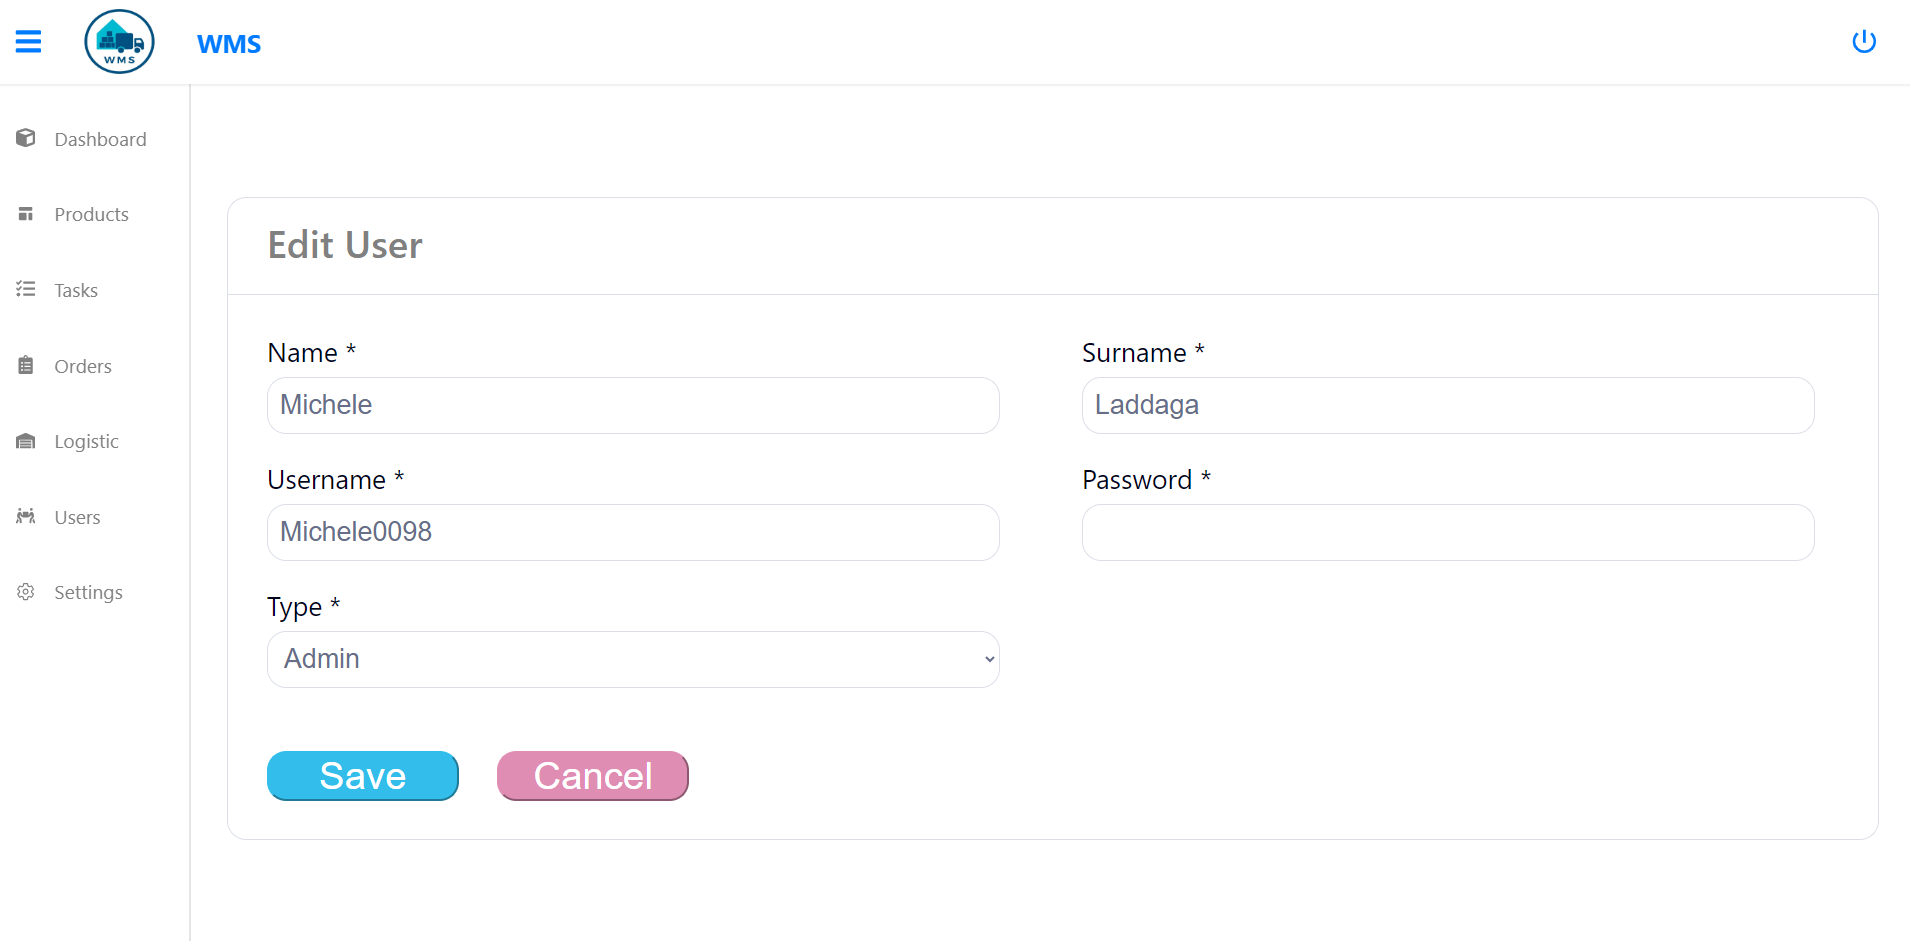 WMS
WMS
Dashboard
Products
Tasks
Orders
Logistic
Users
Settings
Edit User
Name *
Surname *
Michele
Laddaga
Username *
Password *
Michele0098
Type *
Admin
Save
Cancel